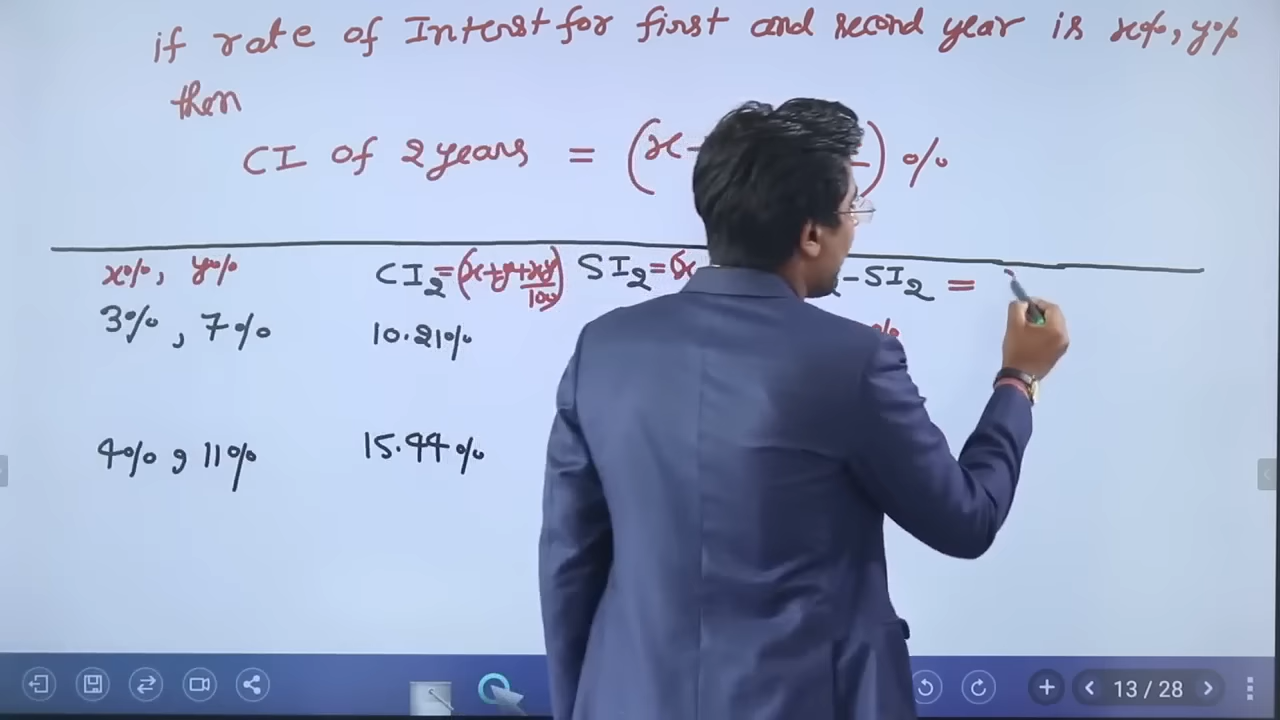 if rate of Interst for first and second year is x%, y%
then
CI of 2 years = (x- ) %
x%, y% CI₂=(x+y+xy/100) SI₂=(x -SI₂ =
3%, 7% 10.21% %
4%, 11% 15.44%
13 / 28